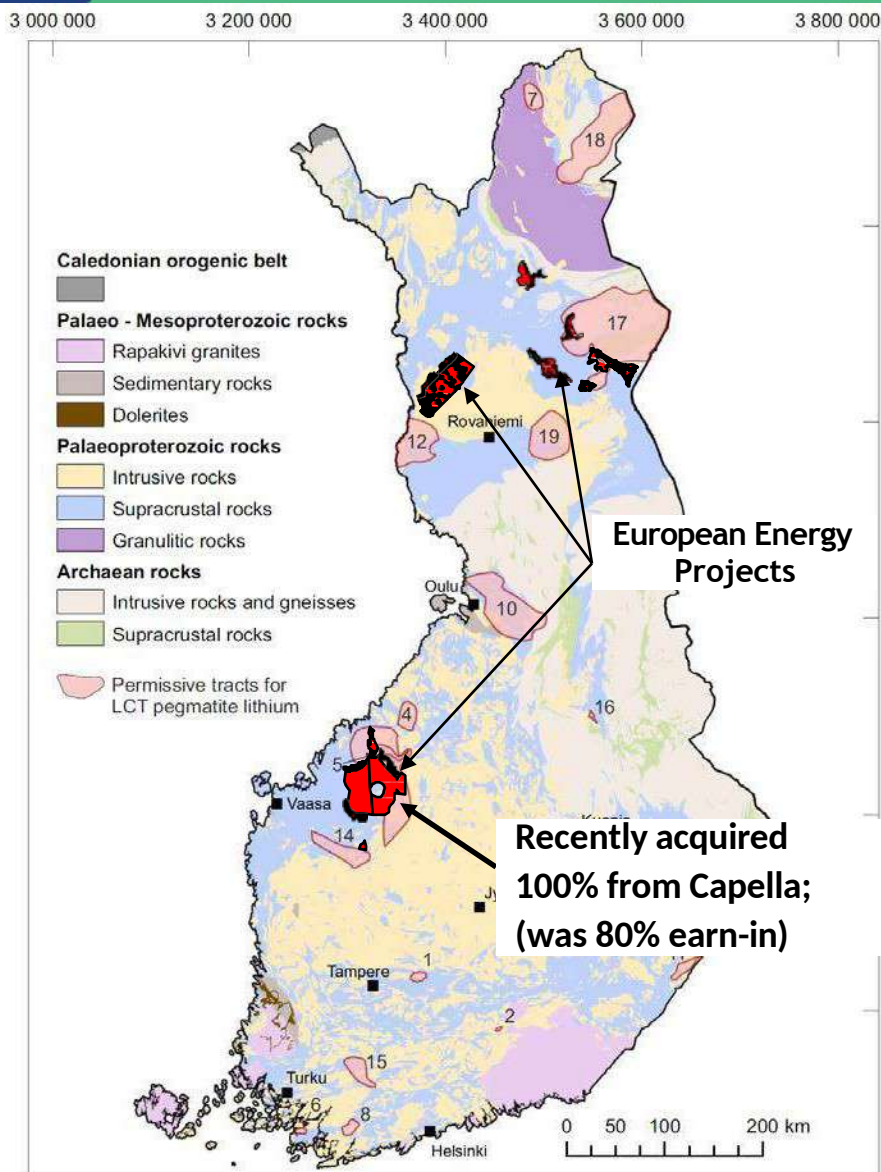 3 000 000
3 200 000
3 400 000
3 600 000
3 800 000
7
18
Caledonian orogenic belt
Palaeo - Mesoproterozoic rocks
Rapakivi granites
Sedimentary rocks
Dolerites
Palaeoproterozoic rocks
Intrusive rocks
Supracrustal rocks
Granulitic rocks
Archaean rocks
Intrusive rocks and gneisses
Supracrustal rocks
Permissive tracts for
LCT pegmatite lithium
17
Rovaniemi
12
19
European Energy
Projects
Oulu
10
4
16
5
Vaasa
14
Recently acquired
100% from Capella;
(was 80% earn-in)
1
Tampere
2
15
Turku
6
8
Helsinki
0 50 100 200 km